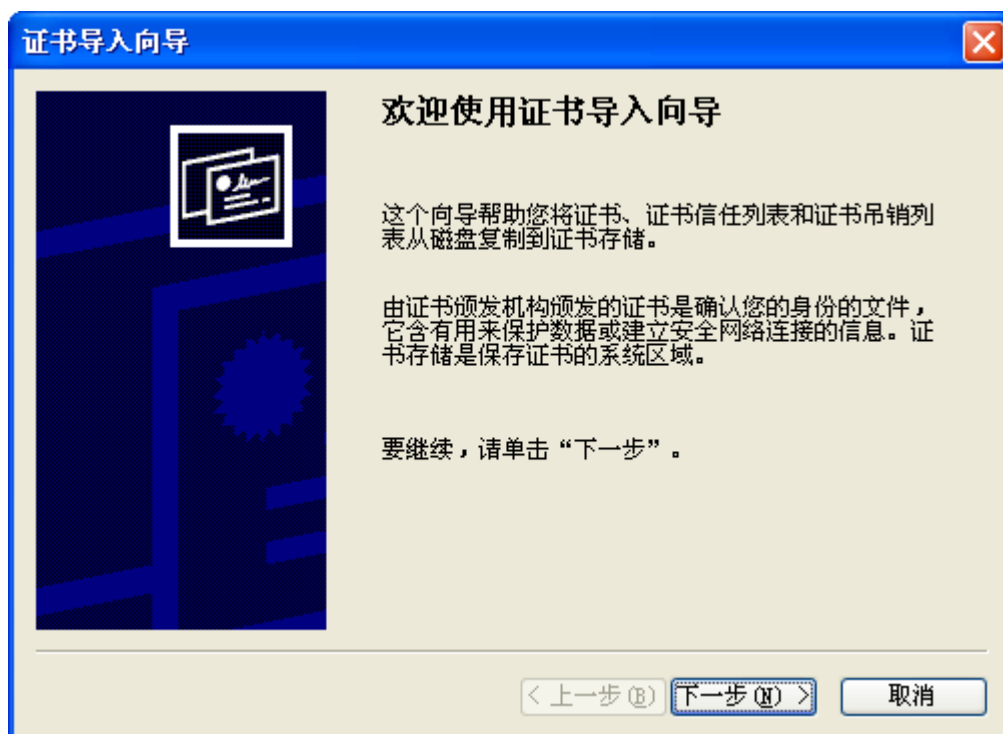 证书导入向导
欢迎使用证书导入向导
这个向导帮助您将证书、证书信任列表和证书吊销列
表从磁盘复制到证书存储。
由证书颁发机构颁发的证书是确认您的身份的文件，
它含有用来保护数据或建立安全网络连接的信息。证
书存储是保存证书的系统区域。
要继续，请单击“下一步”。
< 上一步(B) 下一步(N) > 取消